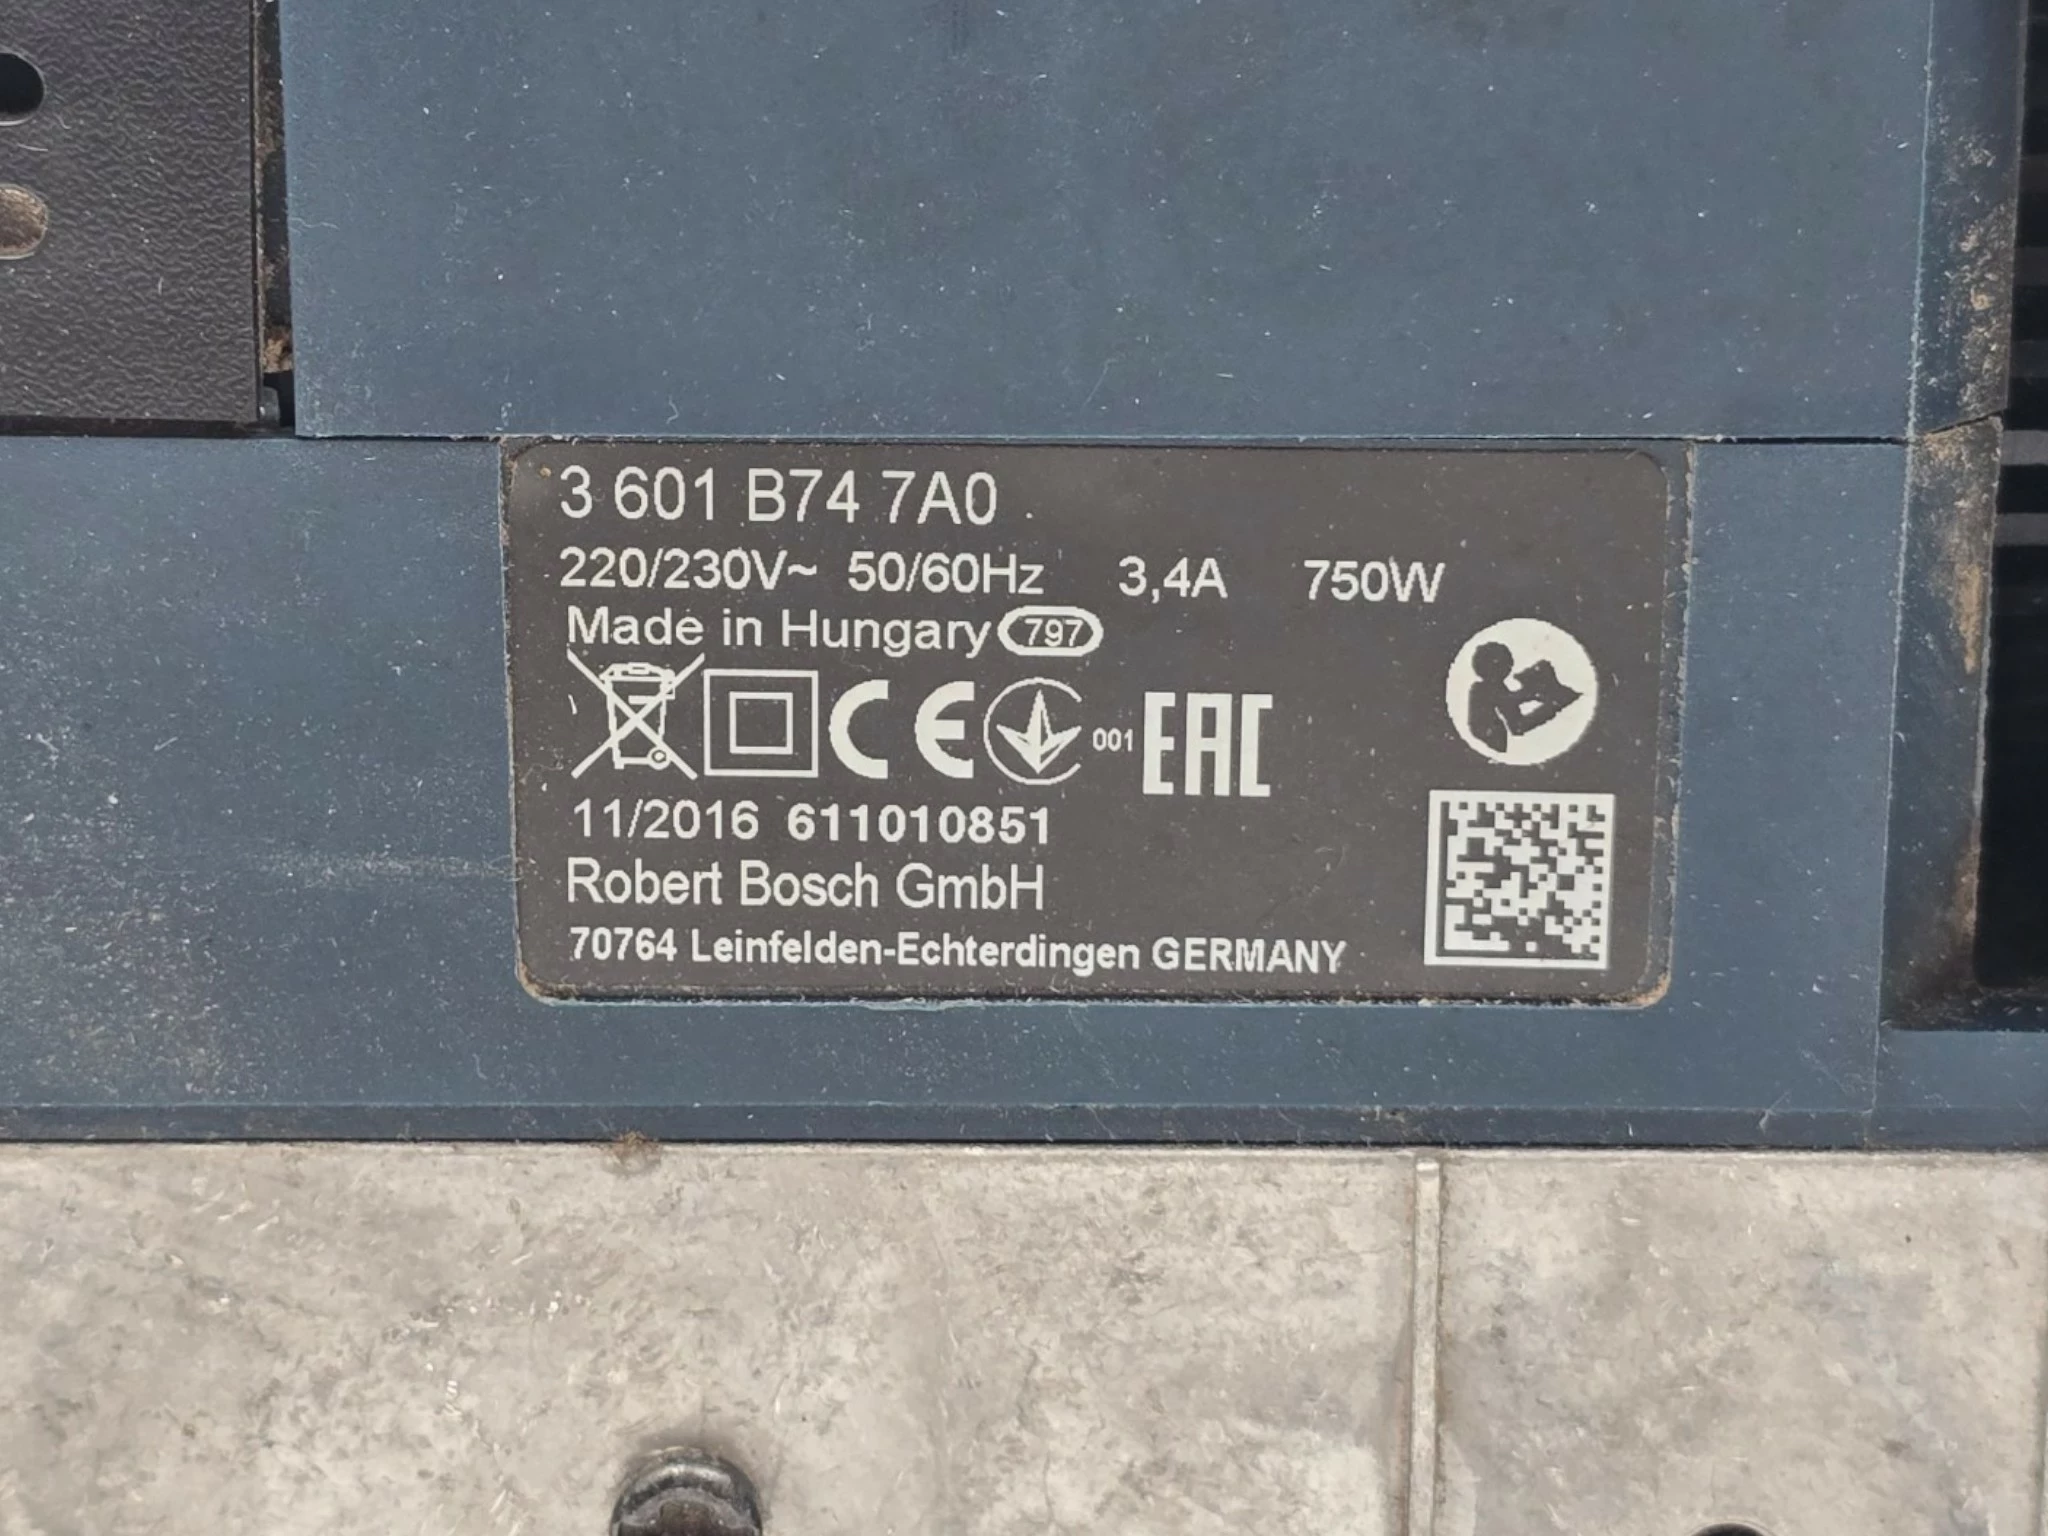 3 601 B74 7A0
220/230V~ 50/60Hz 3,4A 750W
Made in Hungary 797
CE 001 EAC
11/2016 611010851
Robert Bosch GmbH
70764 Leinfelden-Echterdingen GERMANY